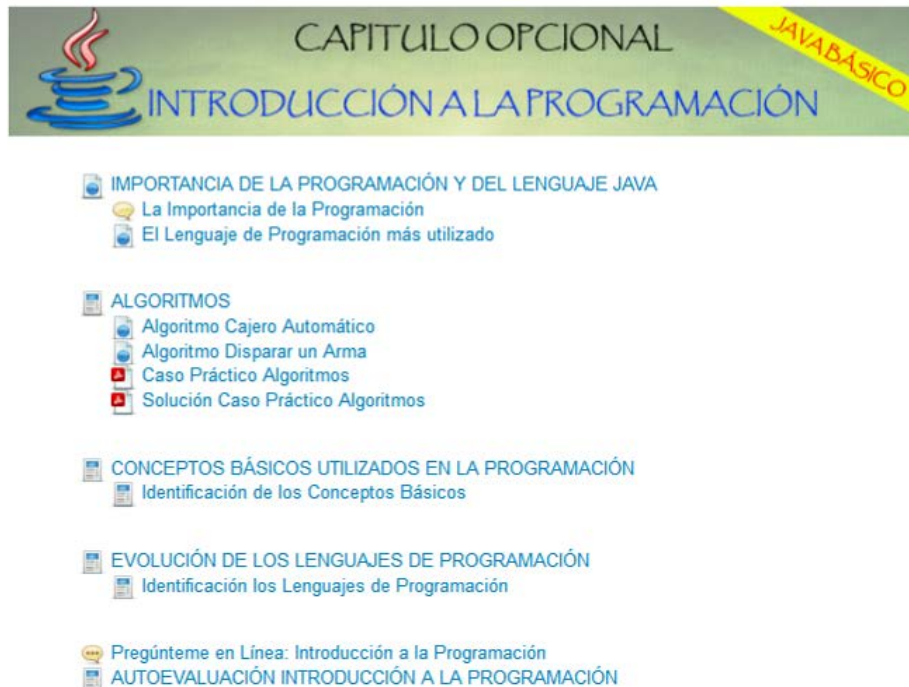 CAPITULO OPCIONAL
JAVA BÁSICO
INTRODUCCIÓN A LA PROGRAMACIÓN
IMPORTANCIA DE LA PROGRAMACIÓN Y DEL LENGUAJE JAVA
La Importancia de la Programación
El Lenguaje de Programación más utilizado
ALGORITMOS
Algoritmo Cajero Automático
Algoritmo Disparar un Arma
Caso Práctico Algoritmos
Solución Caso Práctico Algoritmos
CONCEPTOS BÁSICOS UTILIZADOS EN LA PROGRAMACIÓN
Identificación de los Conceptos Básicos
EVOLUCIÓN DE LOS LENGUAJES DE PROGRAMACIÓN
Identificación los Lenguajes de Programación
Pregúnteme en Línea: Introducción a la Programación
AUTOEVALUACIÓN INTRODUCCIÓN A LA PROGRAMACIÓN